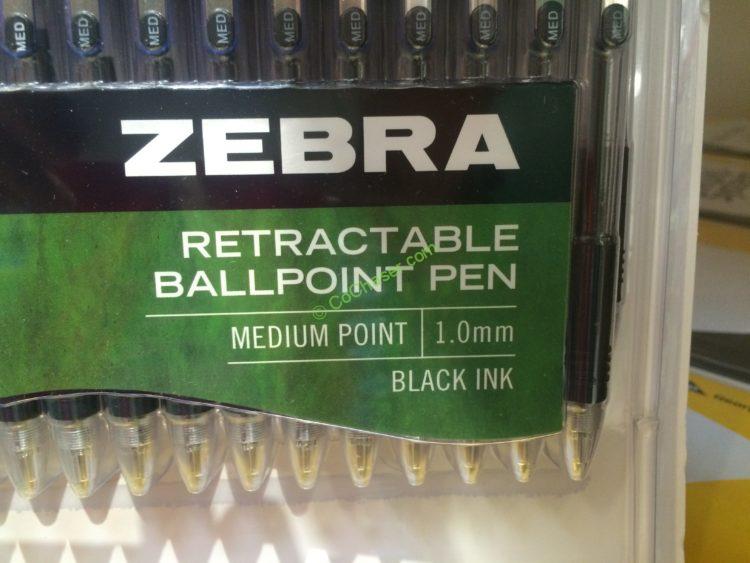 MED MED MED MED MED MED MED MED MED MED
ZEBRA
RETRACTABLE
BALLPOINT PEN
© CoChaser.com
MEDIUM POINT 1.0mm
BLACK INK